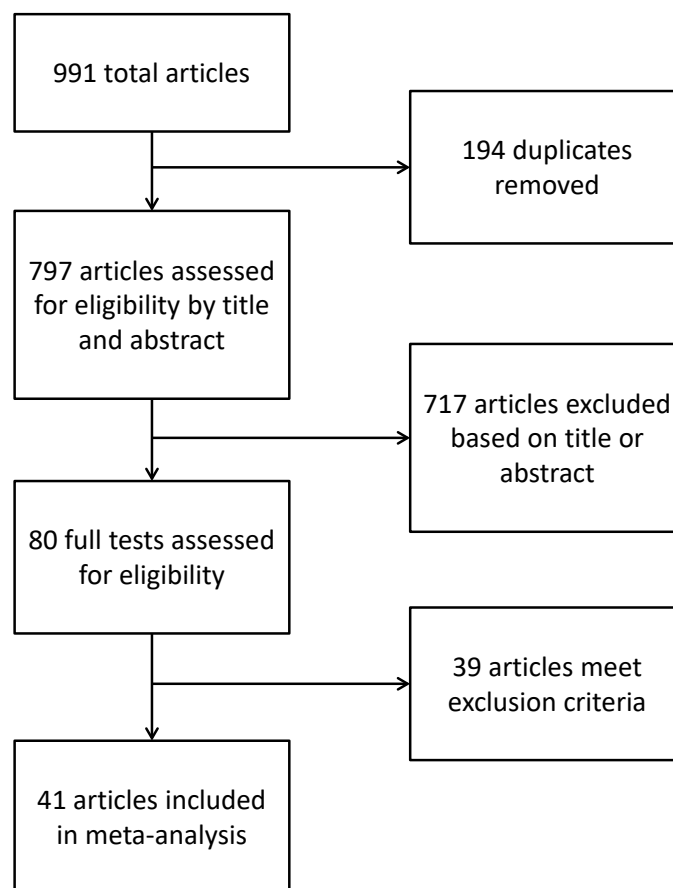 991 total articles
194 duplicates
removed
797 articles assessed
for eligibility by title
and abstract
717 articles excluded
based on title or
abstract
80 full tests assessed
for eligibility
39 articles meet
exclusion criteria
41 articles included
in meta-analysis